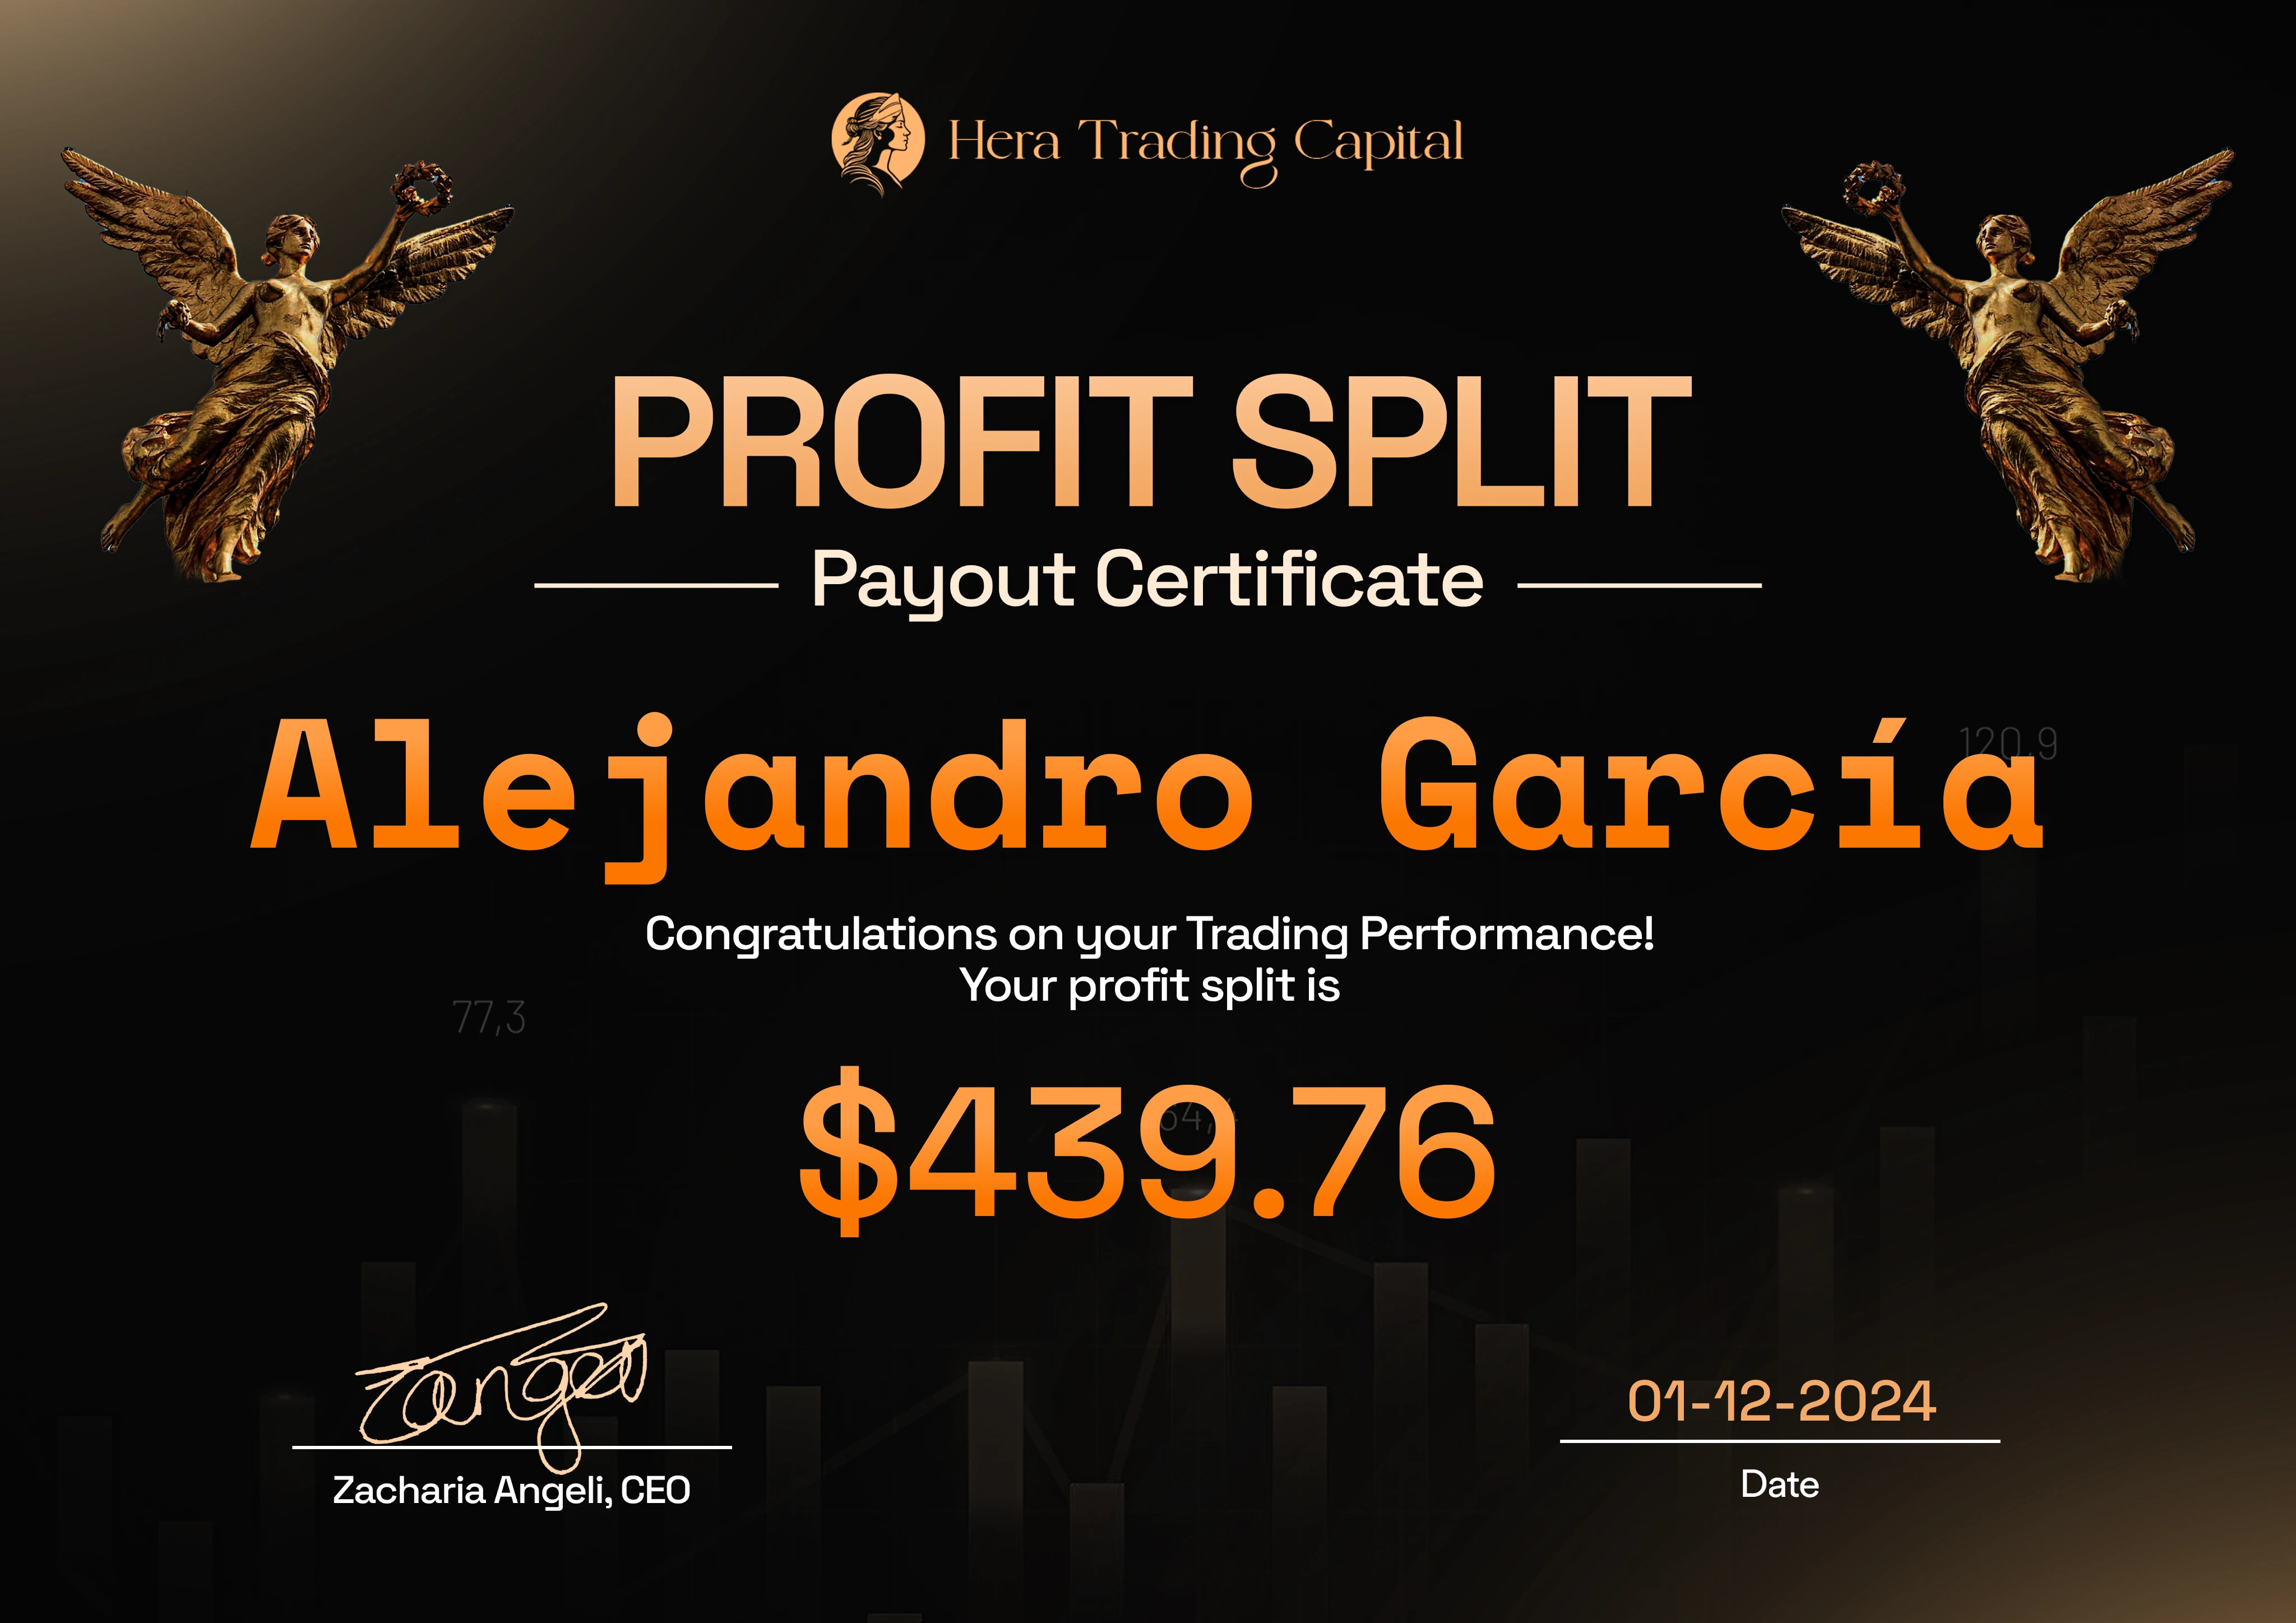 Hera Trading Capital
PROFIT SPLIT
Payout Certificate
Alejandro García
120,9
Congratulations on your Trading Performance!
Your profit split is
77,3
$439.76
01-12-2024
Zacharia Angeli, CEO
Date